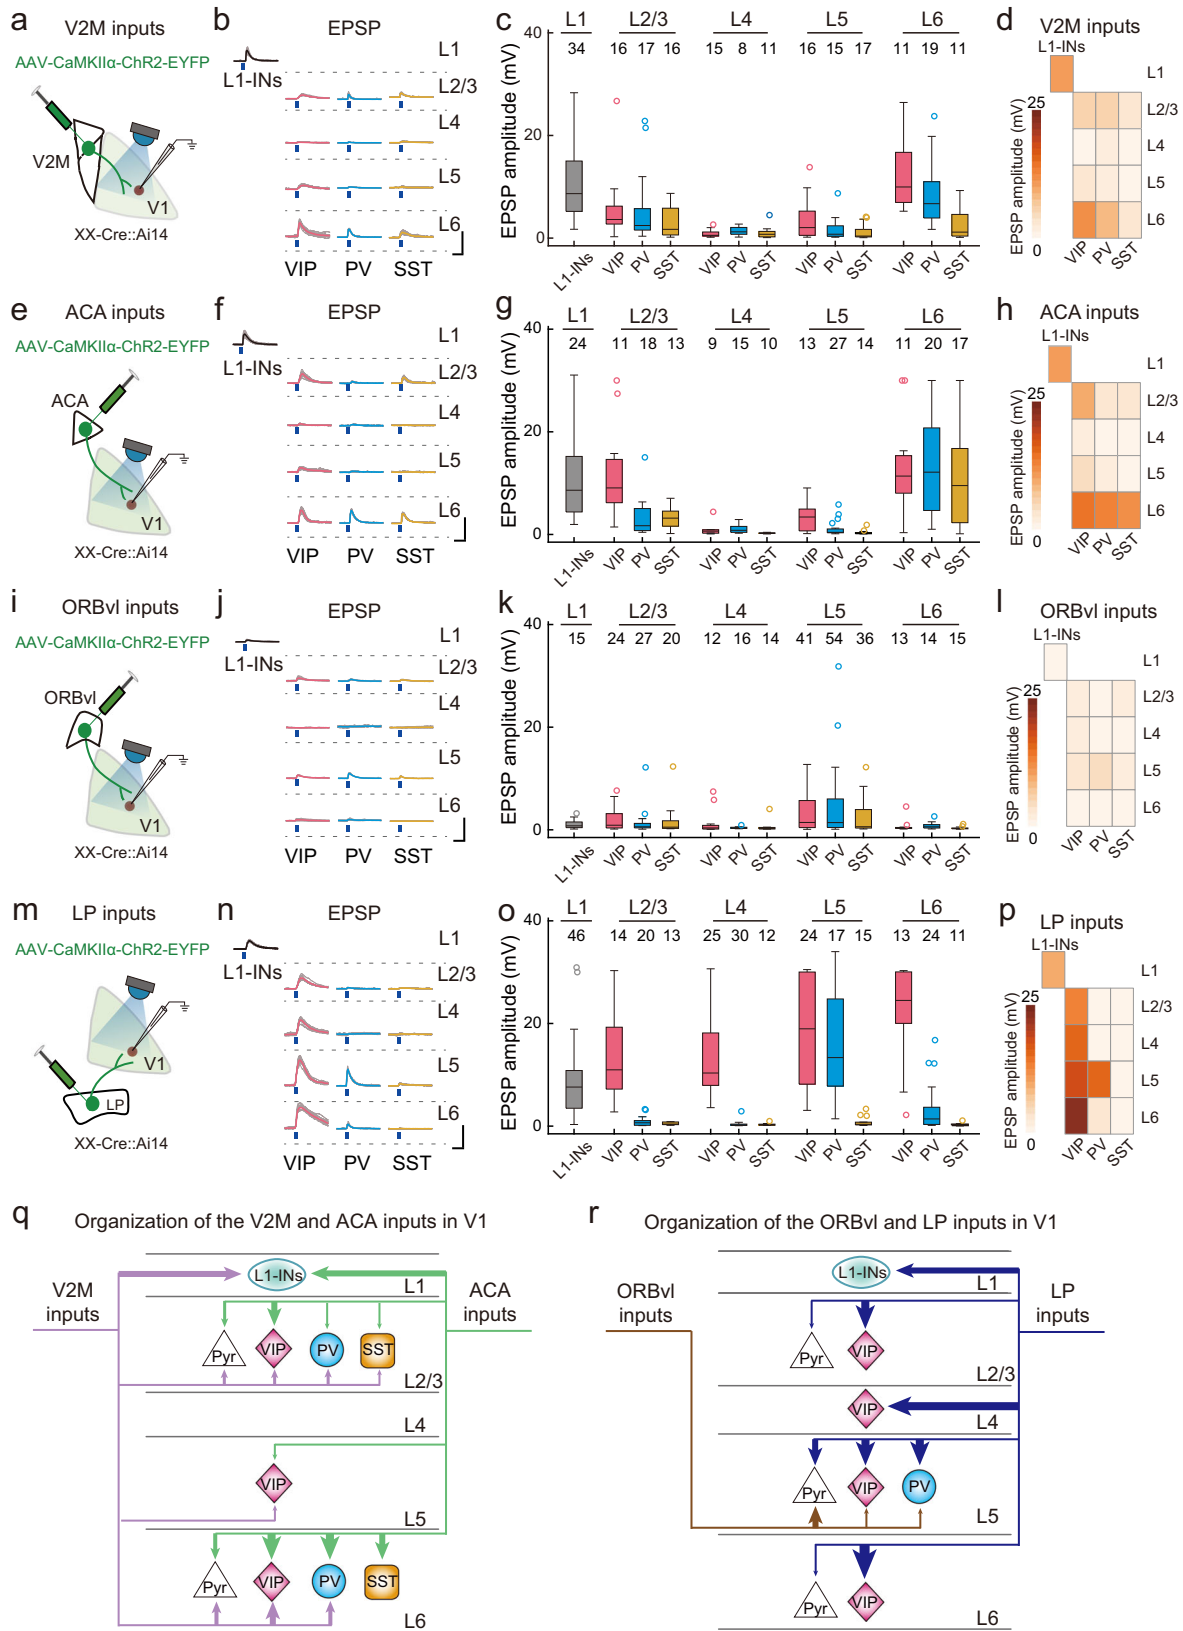 a
V2M inputs
AAV-CaMKIIα-ChR2-EYFP
V2M
V1
XX-Cre::Ai14
b
EPSP
L1
L1-INs
L2/3
L4
L5
L6
VIP PV SST
c
EPSP amplitude (mV)
40
20
0
L1 L2/3 L4 L5 L6
34 16 17 16 15 8 11 16 15 17 11 19 11
L1-INs VIP PV SST VIP PV SST VIP PV SST VIP PV SST
d
V2M inputs
L1-INs
L1
L2/3
L4
L5
L6
25
EPSP amplitude (mV)
0
VIP PV SST
e
ACA inputs
AAV-CaMKIIα-ChR2-EYFP
ACA
V1
XX-Cre::Ai14
f
EPSP
L1
L1-INs
L2/3
L4
L5
L6
VIP PV SST
g
EPSP amplitude (mV)
40
20
0
L1 L2/3 L4 L5 L6
24 11 18 13 9 15 10 13 27 14 11 20 17
L1-INs VIP PV SST VIP PV SST VIP PV SST VIP PV SST
h
ACA inputs
L1-INs
L1
L2/3
L4
L5
L6
25
EPSP amplitude (mV)
0
VIP PV SST
i
ORBvl inputs
AAV-CaMKIIα-ChR2-EYFP
ORBvl
V1
XX-Cre::Ai14
j
EPSP
L1
L1-INs
L2/3
L4
L5
L6
VIP PV SST
k
EPSP amplitude (mV)
40
20
0
L1 L2/3 L4 L5 L6
15 24 27 20 12 16 14 41 54 36 13 14 15
L1-INs VIP PV SST VIP PV SST VIP PV SST VIP PV SST
l
ORBvl inputs
L1-INs
L1
L2/3
L4
L5
L6
25
EPSP amplitude (mV)
0
VIP PV SST
m
LP inputs
AAV-CaMKIIα-ChR2-EYFP
V1
LP
XX-Cre::Ai14
n
EPSP
L1
L1-INs
L2/3
L4
L5
L6
VIP PV SST
o
EPSP amplitude (mV)
40
20
0
L1 L2/3 L4 L5 L6
46 14 20 13 25 30 12 24 17 15 13 24 11
L1-INs VIP PV SST VIP PV SST VIP PV SST VIP PV SST
p
LP inputs
L1-INs
L1
L2/3
L4
L5
L6
25
EPSP amplitude (mV)
0
VIP PV SST
q
Organization of the V2M and ACA inputs in V1
V2M inputs
ACA inputs
L1-INs
L1
Pyr VIP PV SST
L2/3
L4
VIP
L5
Pyr VIP PV SST
L6
r
Organization of the ORBvl and LP inputs in V1
ORBvl inputs
LP inputs
L1-INs
L1
Pyr VIP
L2/3
VIP
L4
Pyr VIP PV
L5
Pyr VIP
L6